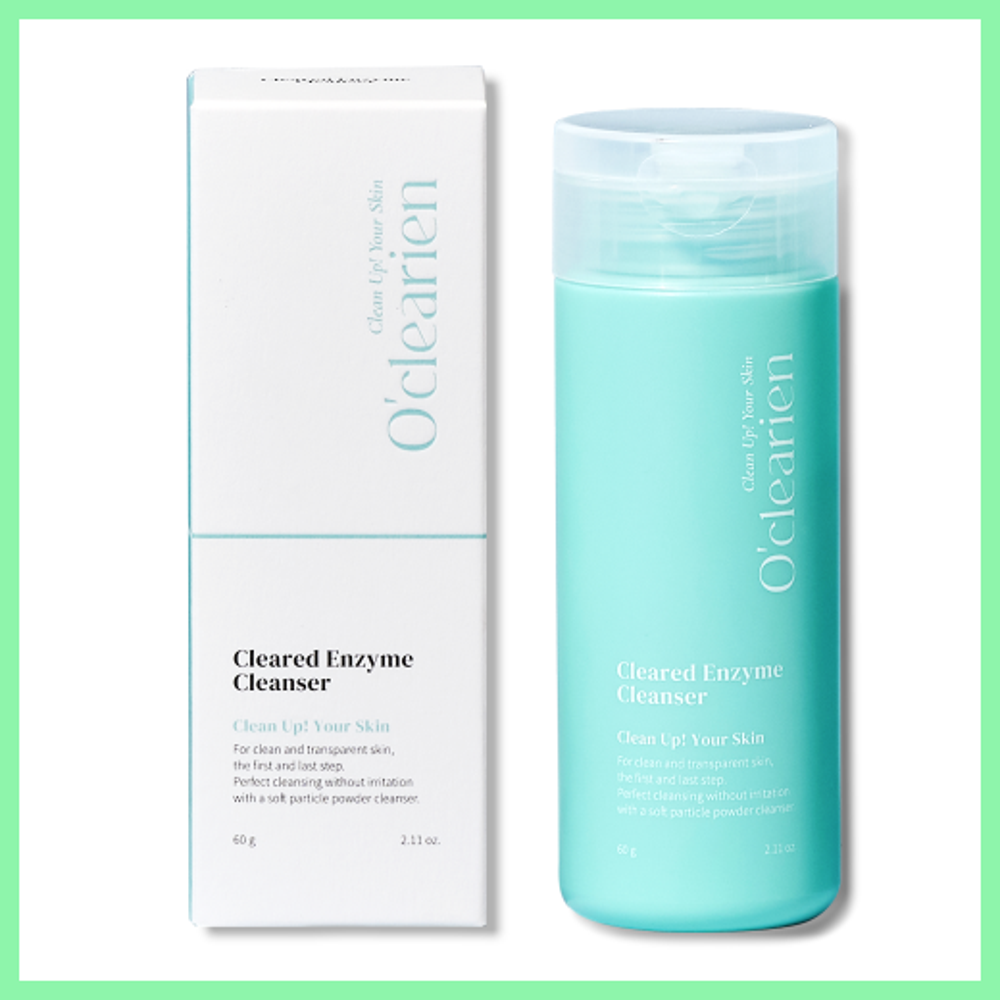 Clean Up! Your Skin
O'clearien
Cleared Enzyme
Cleanser
Clean Up! Your Skin
For clean and transparent skin,
the first and last step.
Perfect cleansing without irritation
with a soft particle powder cleanser.
60 g 2.11 oz.
Clean Up! Your Skin
O'clearien
Cleared Enzyme
Cleanser
Clean Up! Your Skin
For clean and transparent skin,
the first and last step.
Perfect cleansing without irritation
with a soft particle powder cleanser.
60 g 2.11 oz